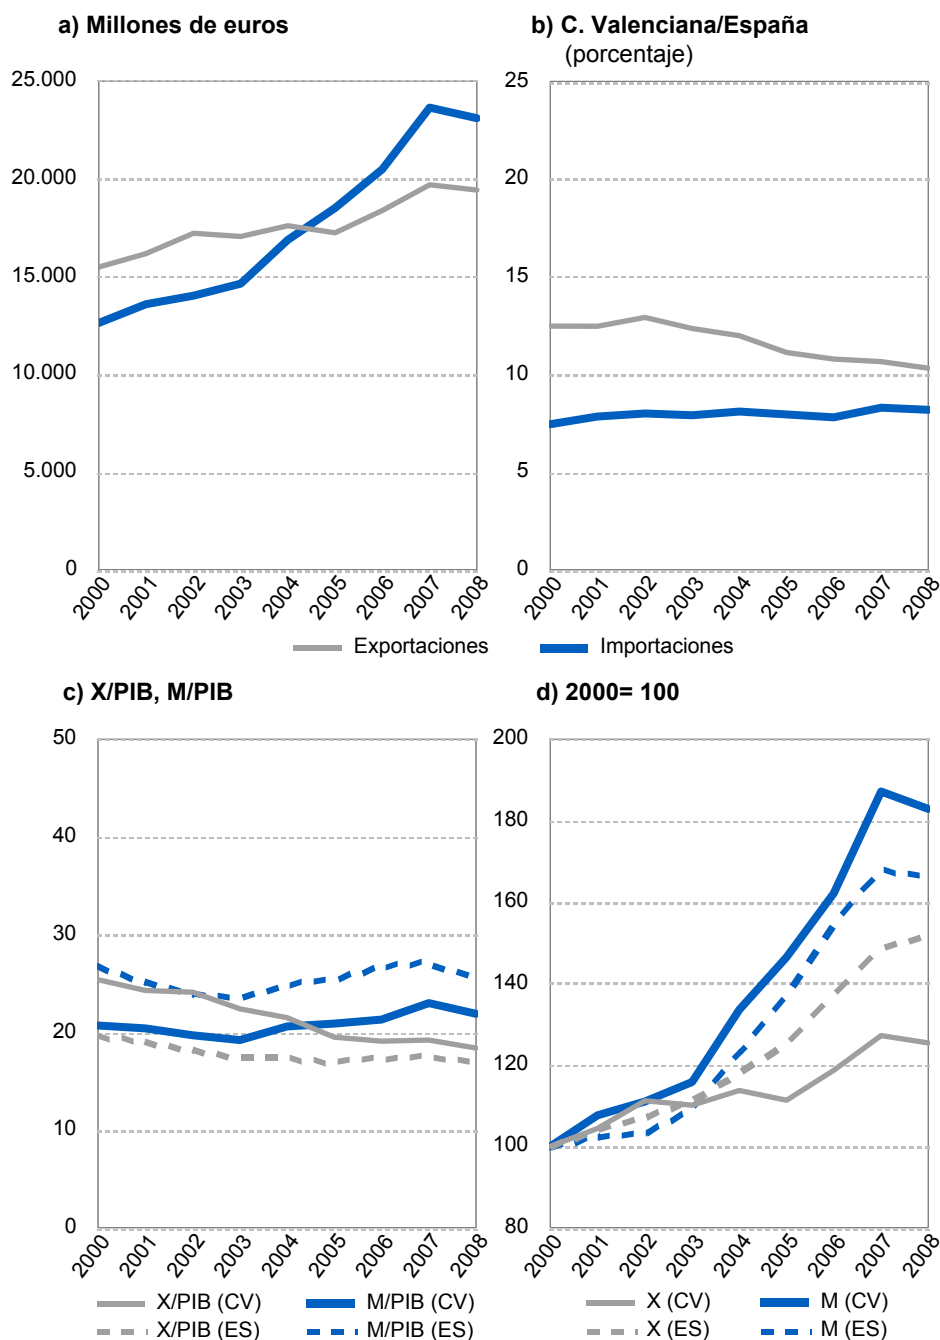 a) Millones de euros
25.000
20.000
15.000
10.000
5.000
0
2000 2001 2002 2003 2004 2005 2006 2007 2008
b) C. Valenciana/España
(porcentaje)
25
20
15
10
5
0
2000 2001 2002 2003 2004 2005 2006 2007 2008
Exportaciones Importaciones
c) X/PIB, M/PIB
50
40
30
20
10
0
2000 2001 2002 2003 2004 2005 2006 2007 2008
X/PIB (CV) M/PIB (CV)
X/PIB (ES) M/PIB (ES)
d) 2000= 100
200
180
160
140
120
100
80
2000 2001 2002 2003 2004 2005 2006 2007 2008
X (CV) M (CV)
X (ES) M (ES)